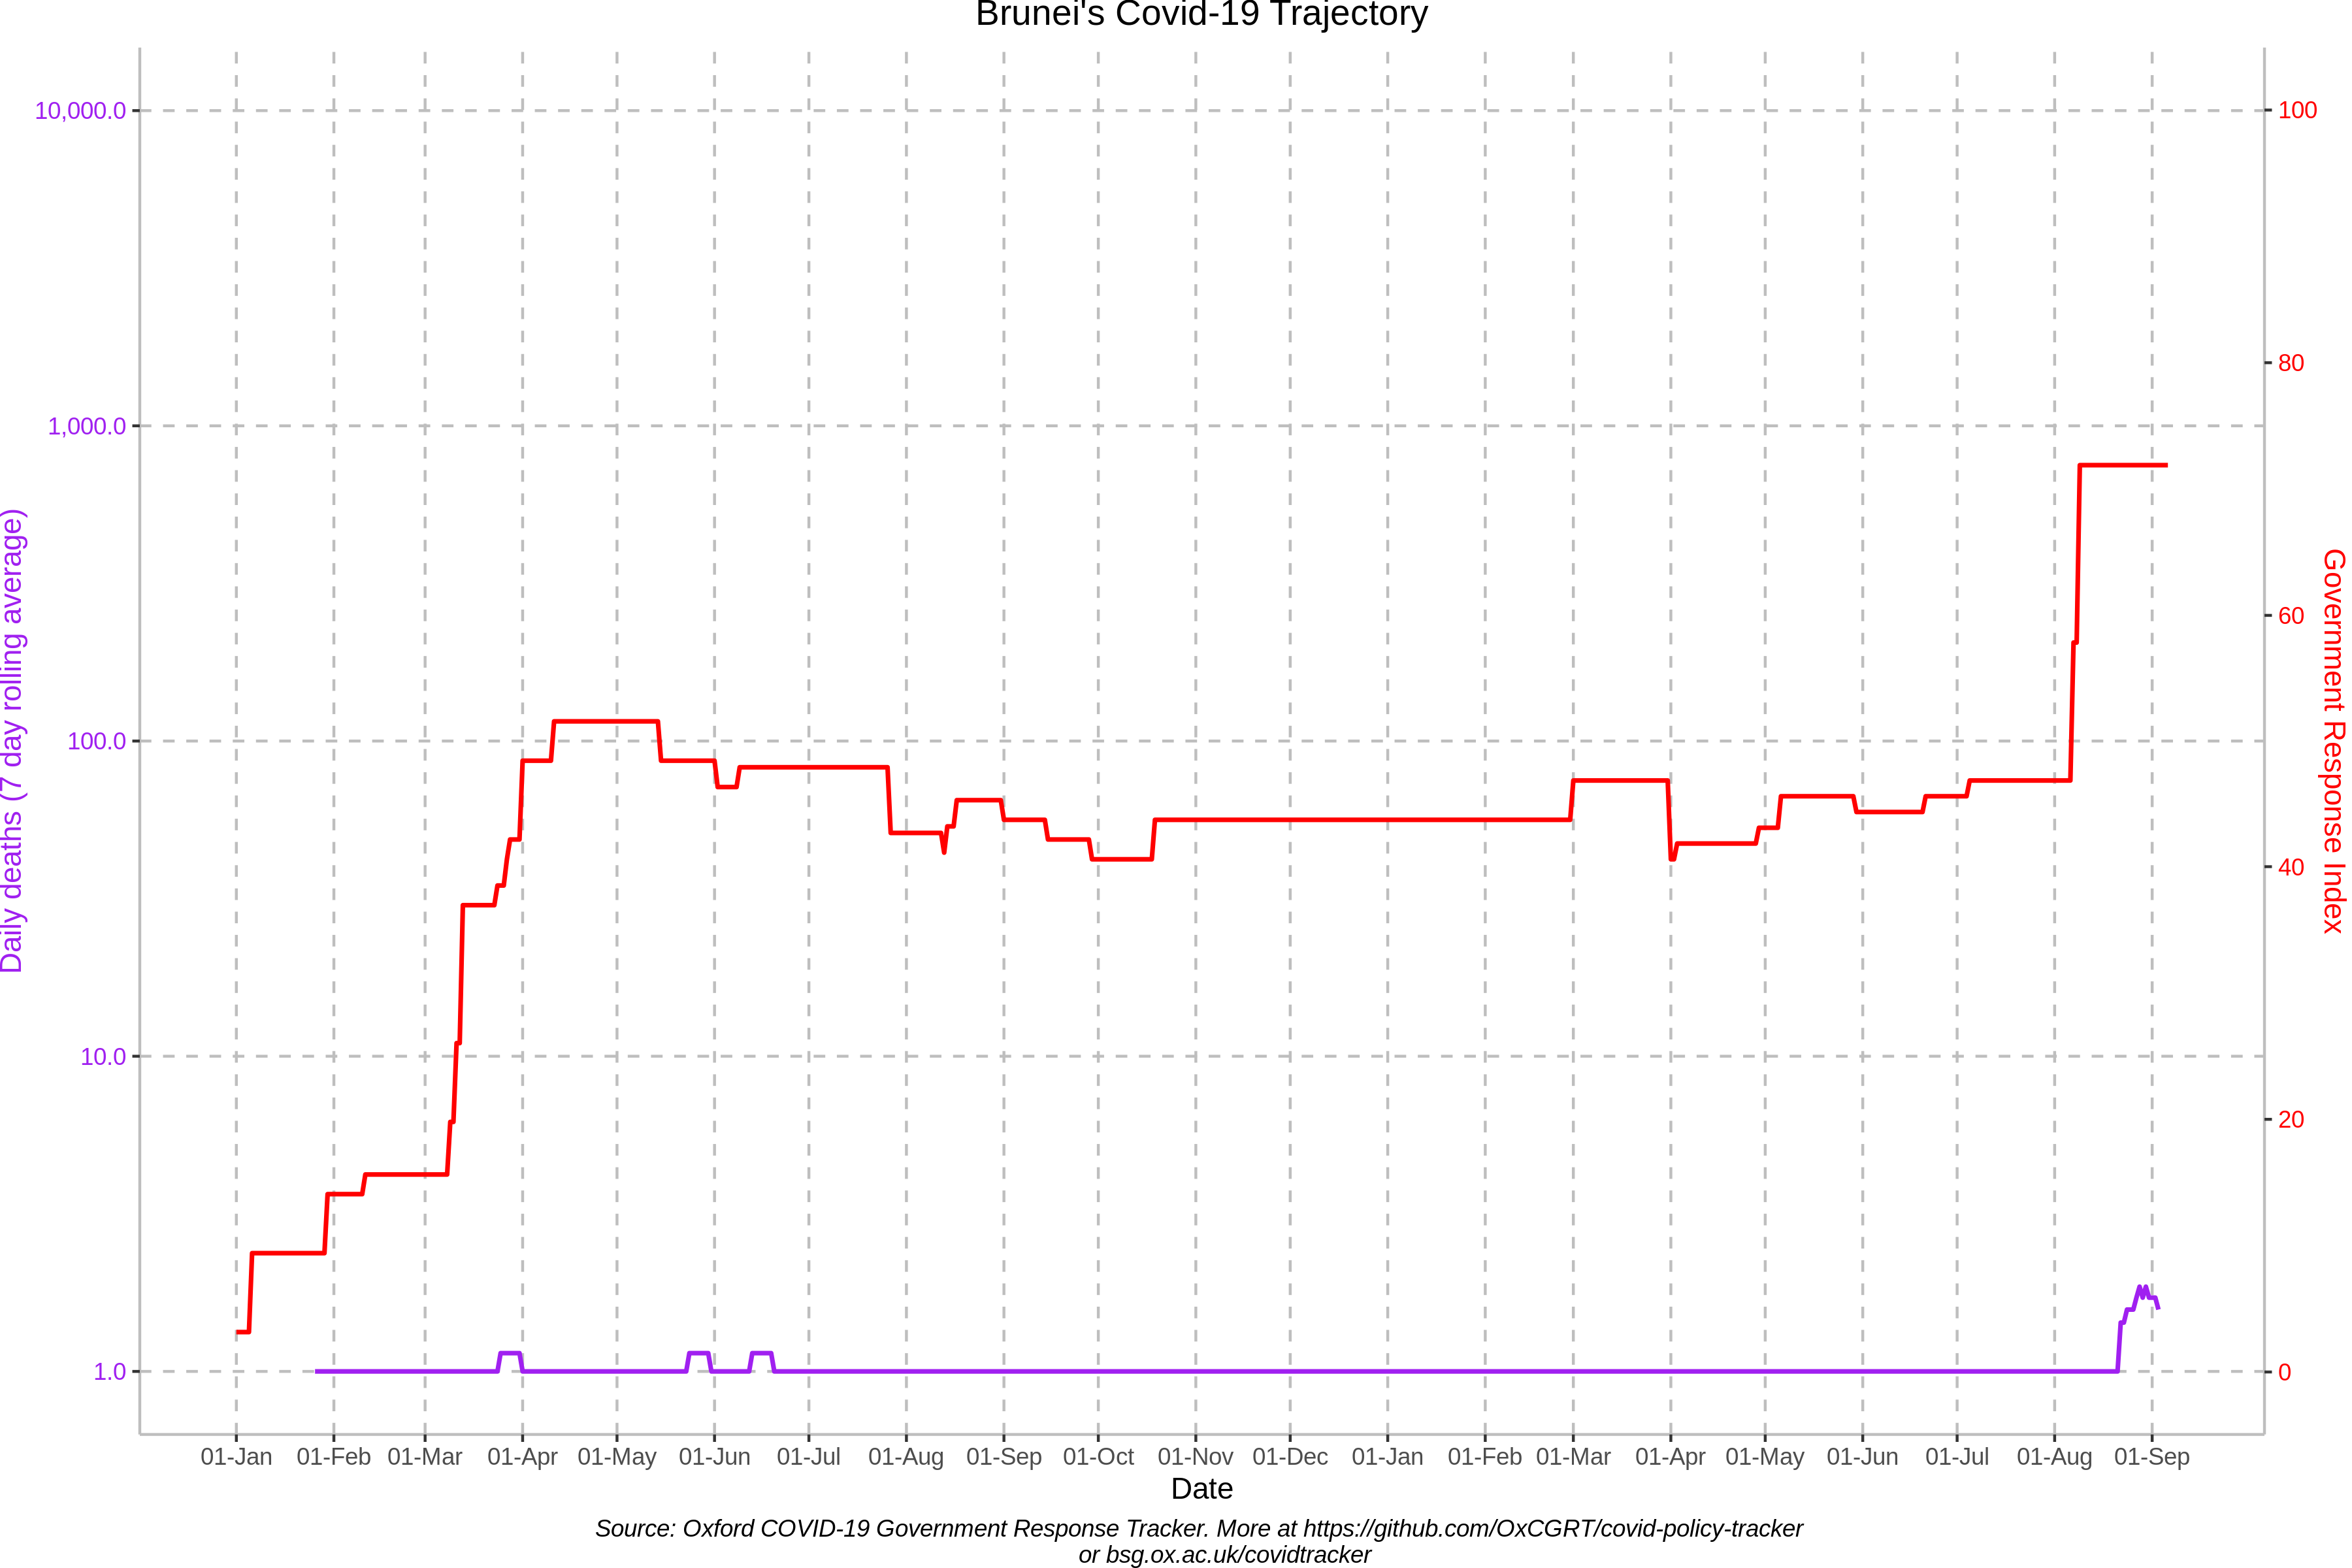 Brunei's Covid-19 Trajectory
10,000.0
1,000.0
100.0
10.0
1.0
Daily deaths (7 day rolling average)
100
80
60
40
20
0
Government Response Index
01-Jan 01-Feb 01-Mar 01-Apr 01-May 01-Jun 01-Jul 01-Aug 01-Sep 01-Oct 01-Nov 01-Dec 01-Jan 01-Feb 01-Mar 01-Apr 01-May 01-Jun 01-Jul 01-Aug 01-Sep
Date
Source: Oxford COVID-19 Government Response Tracker. More at https://github.com/OxCGRT/covid-policy-tracker
or bsg.ox.ac.uk/covidtracker